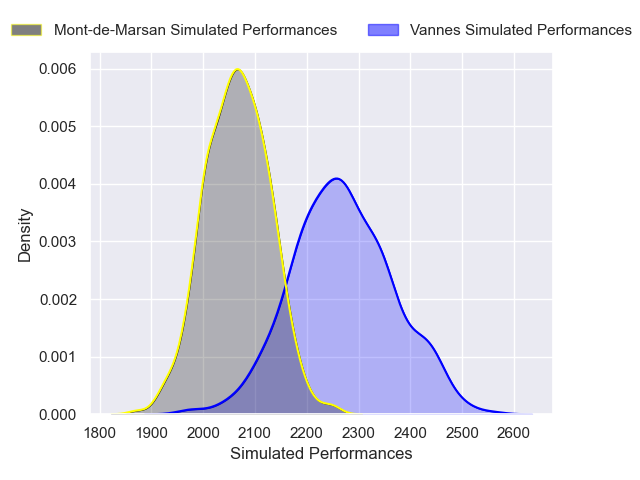 Mont-de-Marsan Simulated Performances
Vannes Simulated Performances
0.006
0.005
0.004
0.003
0.002
0.001
0.000
Density
1800 1900 2000 2100 2200 2300 2400 2500 2600
Simulated Performances